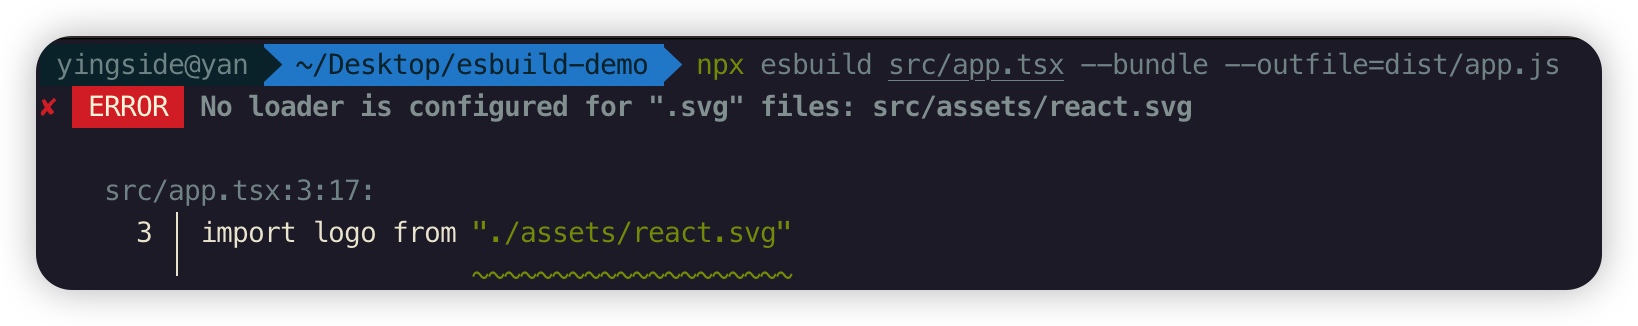 yingside@yan ~/Desktop/esbuild-demo npx esbuild src/app.tsx --bundle --outfile=dist/app.js
✘ ERROR No loader is configured for ".svg" files: src/assets/react.svg
src/app.tsx:3:17:
3 │ import logo from "./assets/react.svg"